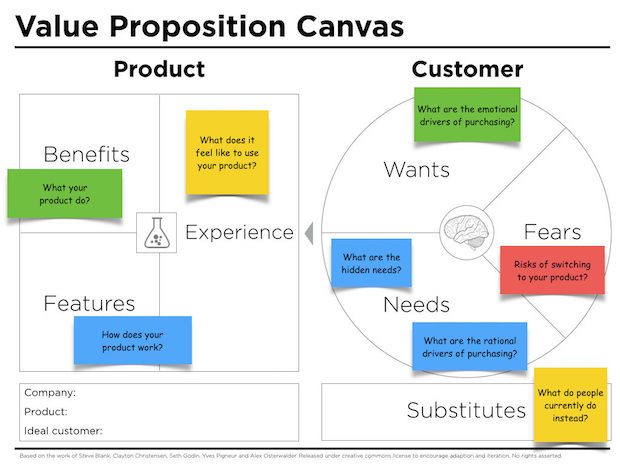 Value Proposition Canvas
Product
Customer
Benefits
What your
product do?
What does it
feel like to use
your product?
Experience
Features
How does your
product work?
What are the emotional
drivers of purchasing?
Wants
Fears
Risks of switching
to your product?
What are the
hidden needs?
Needs
What are the rational
drivers of purchasing?
Company:
Product:
Ideal customer:
Substitutes
What do people
currently do
instead?
Based on the work of Steve Blank, Clayton Christensen, Seth Godin, Yves Pigneur and Alex Osterwalder. Released under creative commons license to encourage adaption and iteration. No rights asserted.